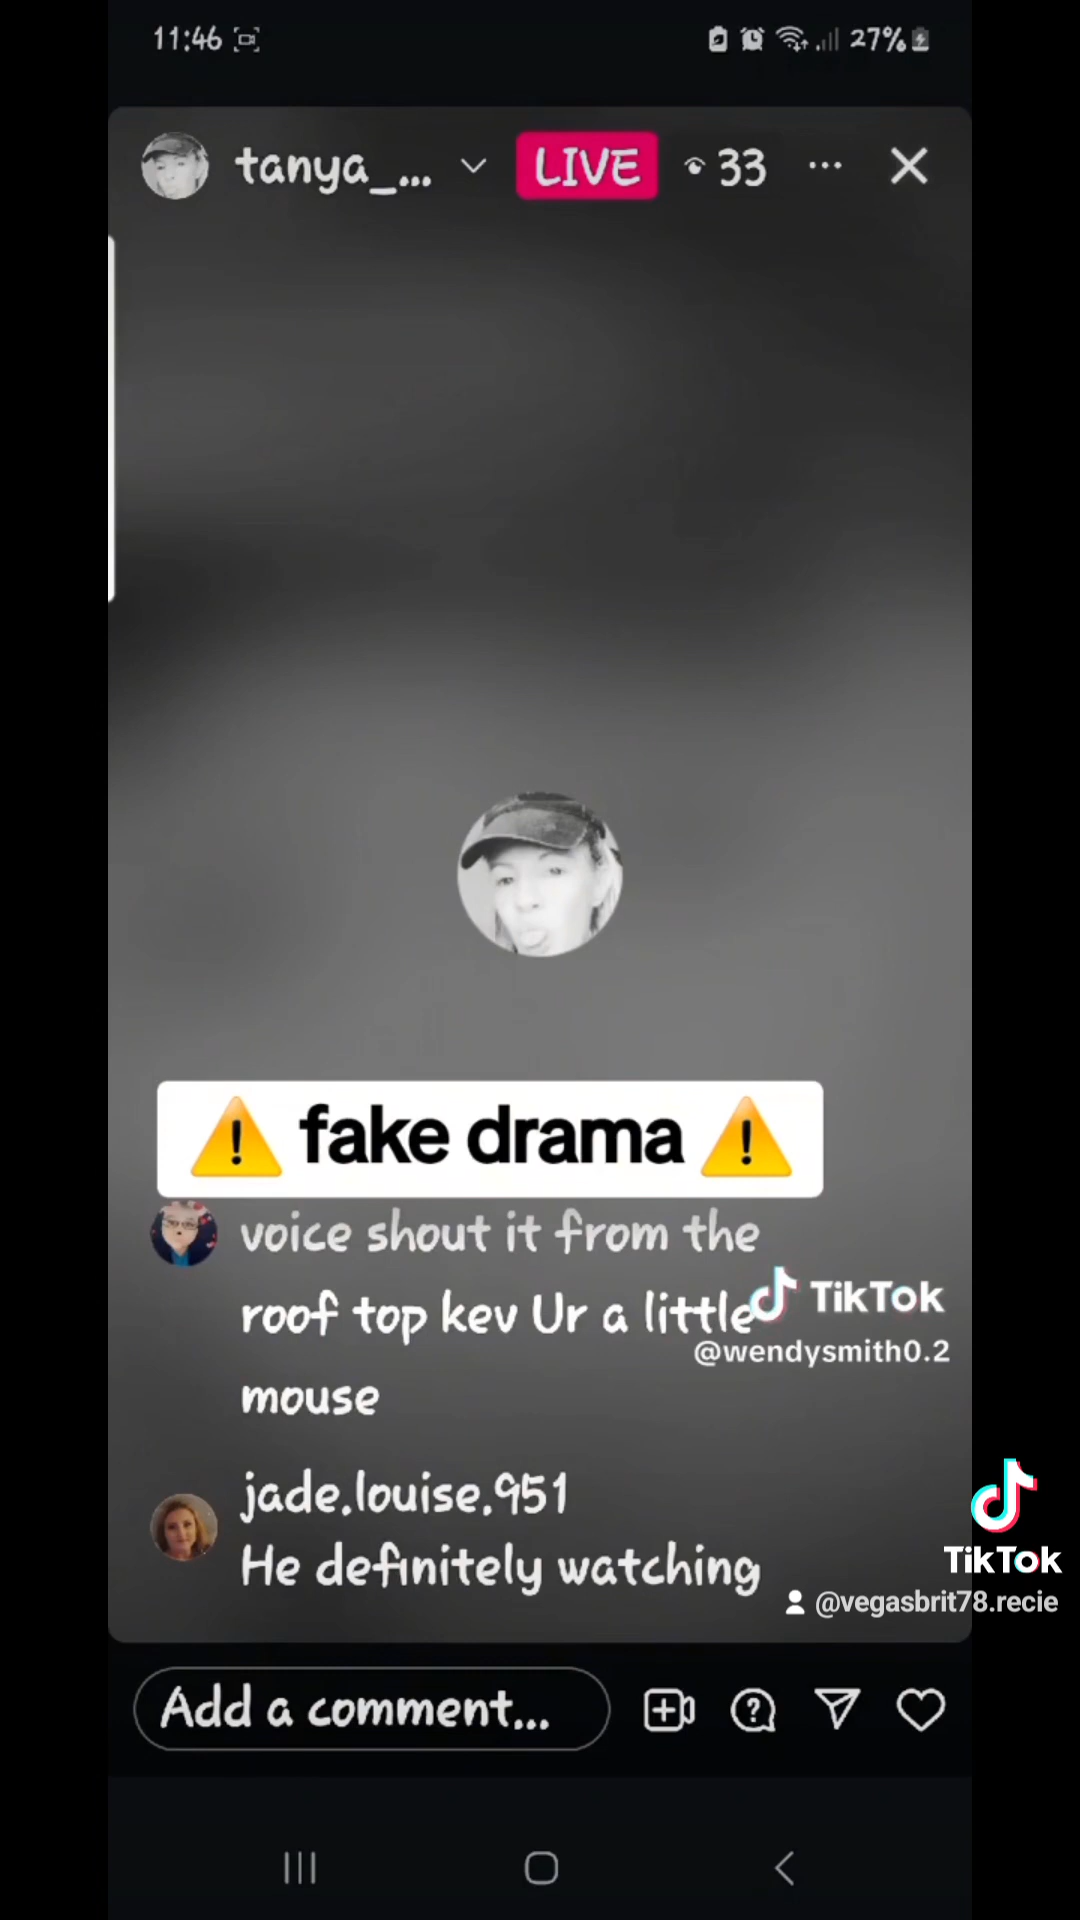 11:46
27%
tanya_...
LIVE
33
⚠️ fake drama ⚠️
voice shout it from the
roof top kev Ur a little
mouse
TikTok
@wendysmith0.2
jade.louise.951
He definitely watching
TikTok
@vegasbrit78.recie
Add a comment...